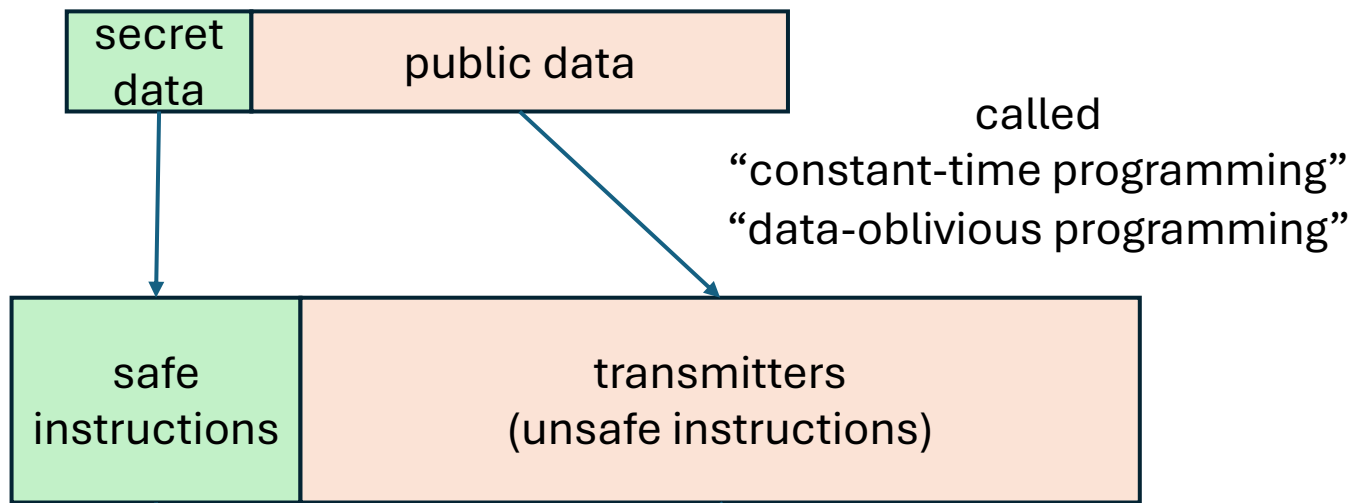 secret
data
public data
called
“constant-time programming”
“data-oblivious programming”
safe
instructions
transmitters
(unsafe instructions)